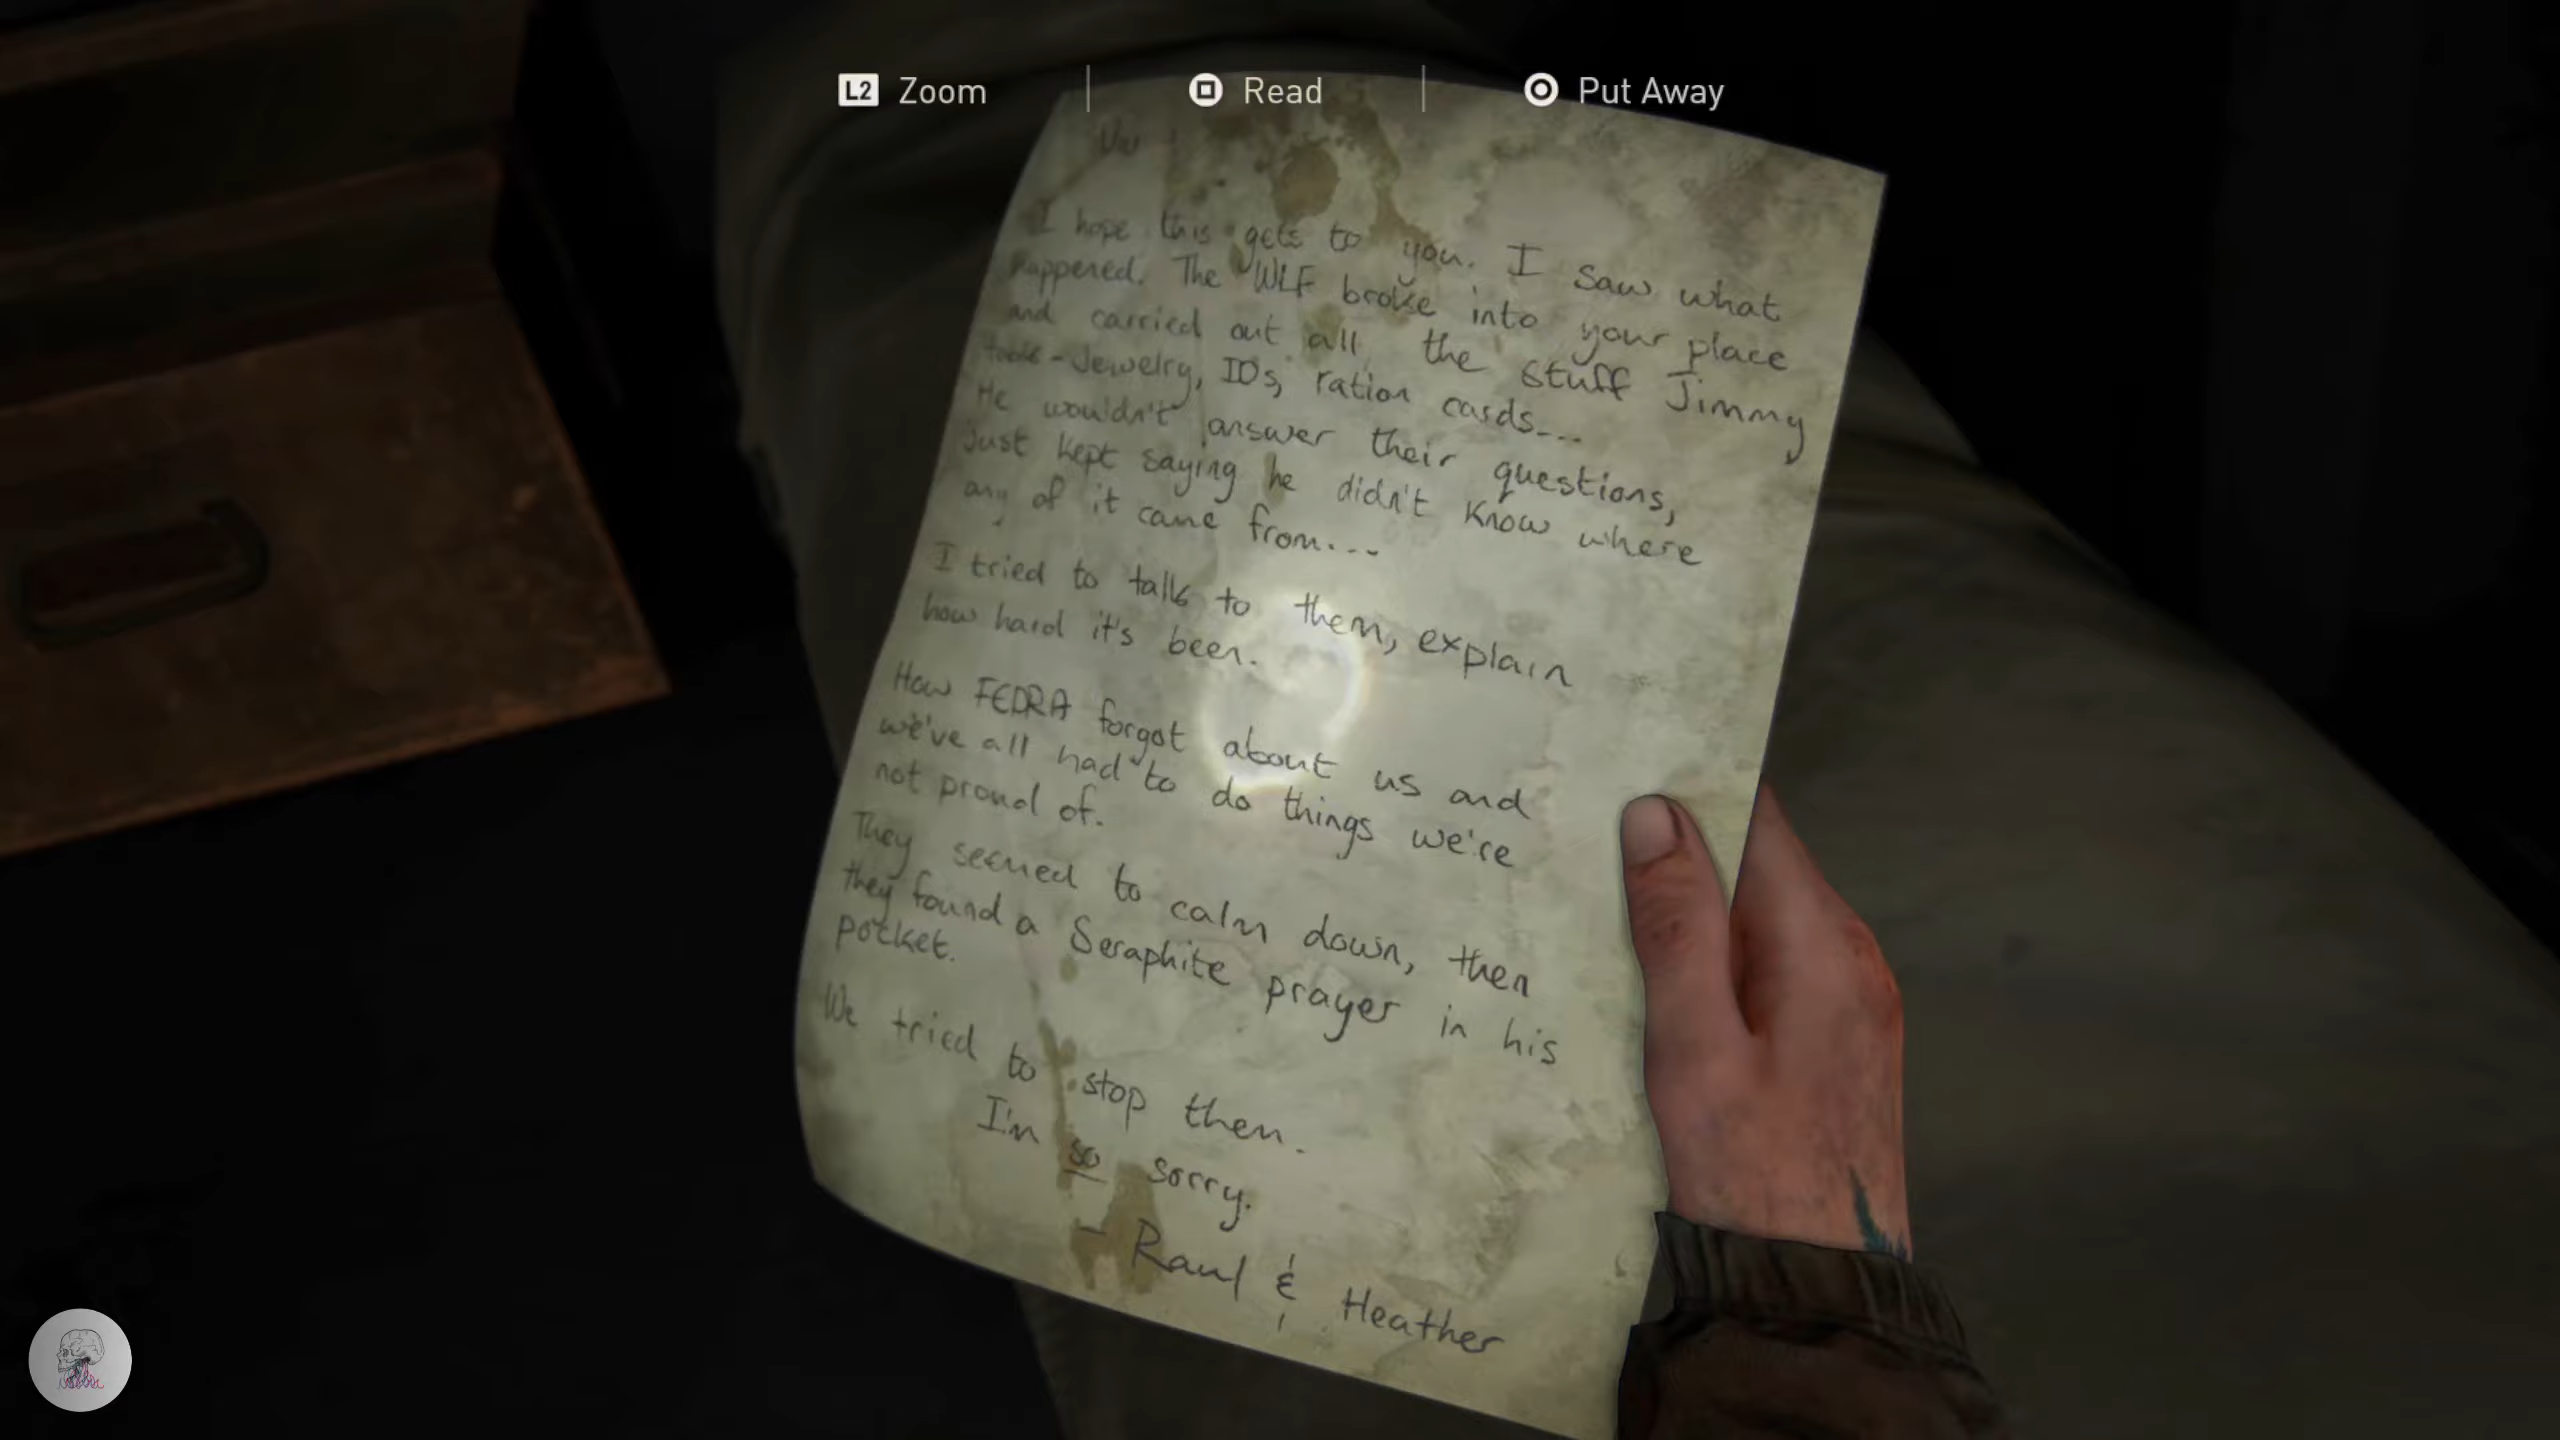 L2 Zoom Read Put Away
Viv
I hope this gets to you. I saw what
happened. The WLF broke into your place
and carried out all the stuff Jimmy
took - Jewelry, IDs, ration cards...
He wouldn't answer their questions,
Just kept saying he didn't know where
any of it came from....
I tried to talk to them, explain
how hard it's been.
How FEDRA forgot about us and
we've all had to do things we're
not proud of.
They seemed to calm down, then
they found a Seraphite prayer in his
pocket.
We tried to stop them.
I'm so sorry.
- Raul & Heather